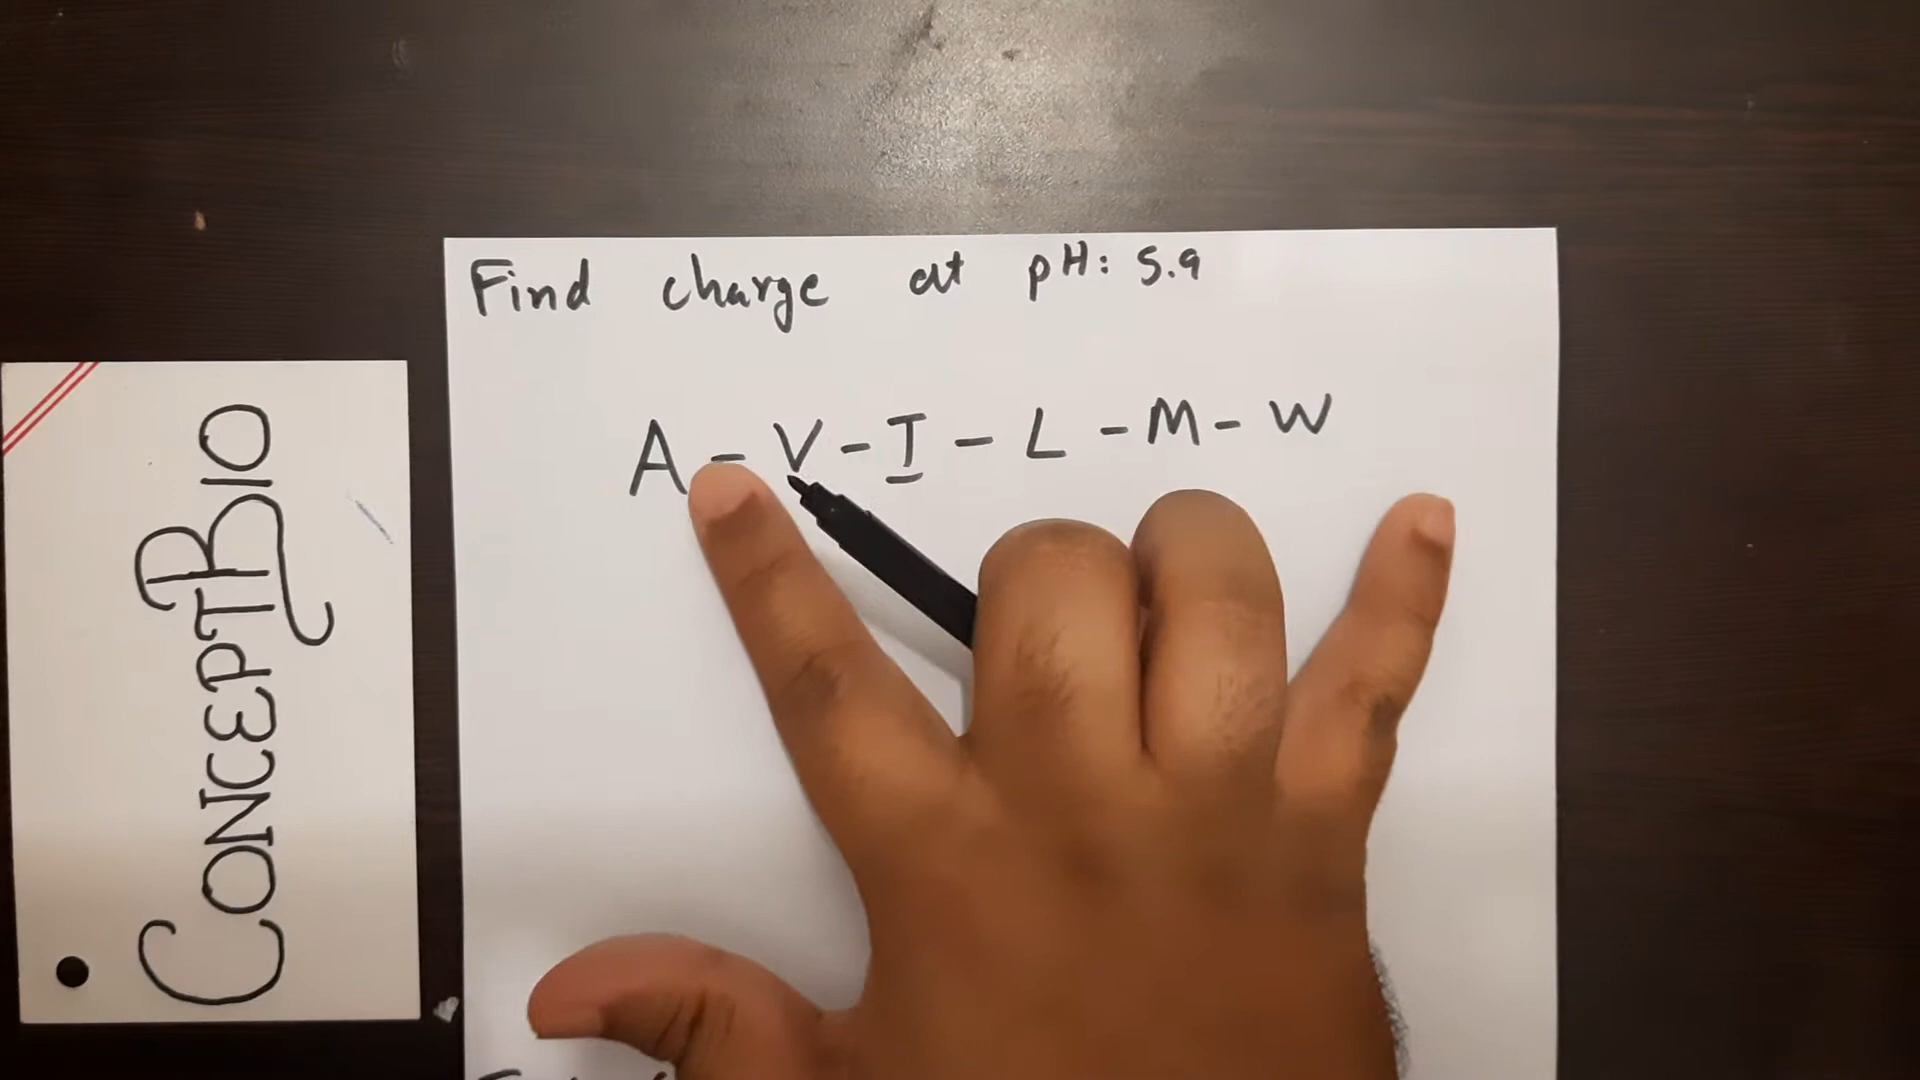 Find charge at pH: 5.9
A - V - I - L - M - W
CONCEPTBIO